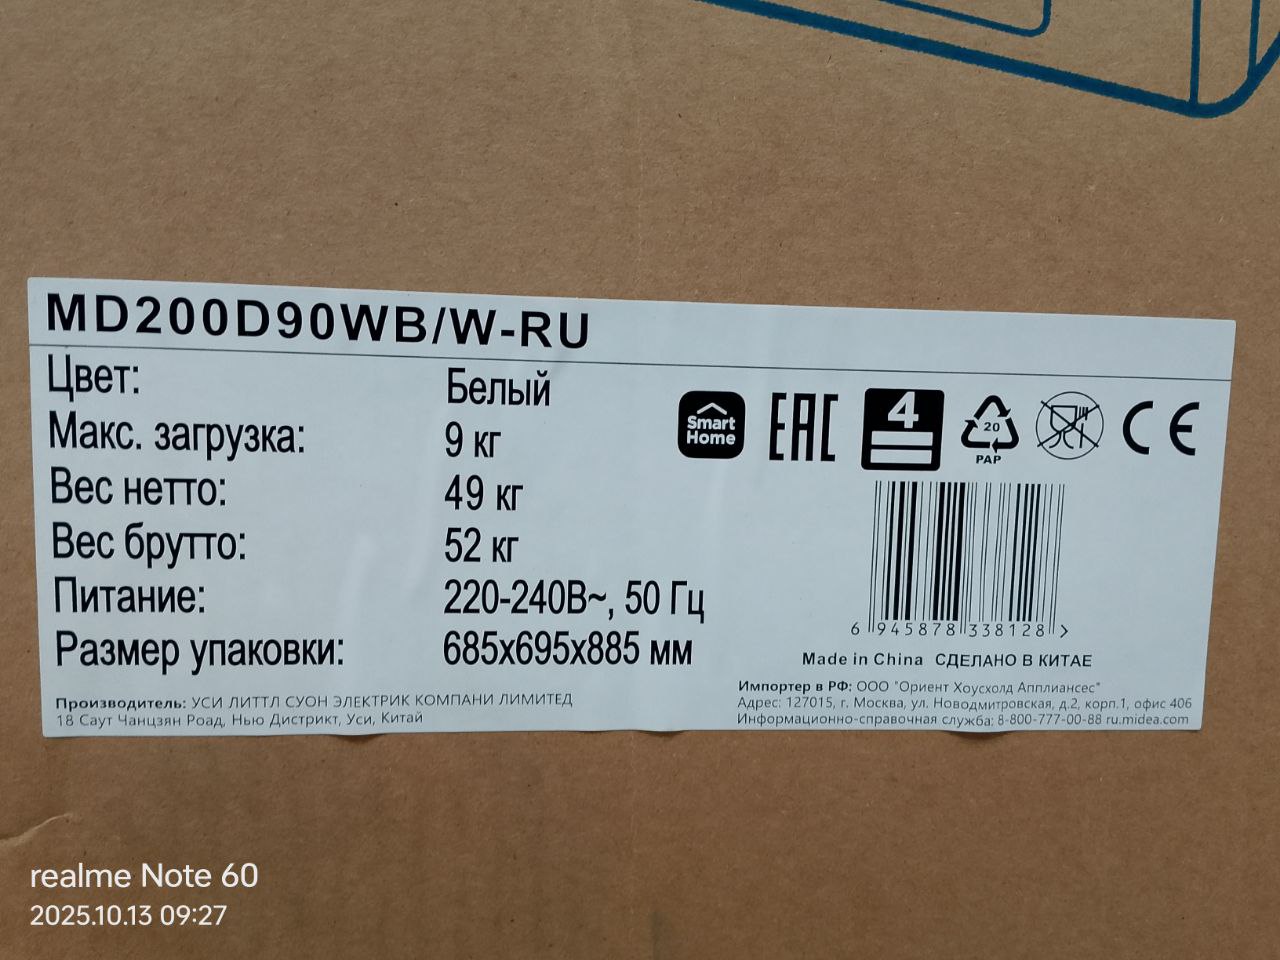 MD200D90WB/W-RU
Цвет: Белый
Макс. загрузка: 9 кг
Вес нетто: 49 кг
Вес брутто: 52 кг
Питание: 220-240В~, 50 Гц
Размер упаковки: 685x695x885 мм
Smart
Home
EAC
4
20
PAP
CE
6 945878 338128 >
Made in China СДЕЛАНО В КИТАЕ
Производитель: УСИ ЛИТТЛ СУОН ЭЛЕКТРИК КОМПАНИ ЛИМИТЕД
18 Саут Чанцзян Роад, Нью Дистрикт, Уси, Китай
Импортер в РФ: ООО "Ориент Хоусхолд Апплиансес"
Адрес: 127015, г. Москва, ул. Новодмитровская, д.2, корп.1, офис 406
Информационно-справочная служба: 8-800-777-00-88 ru.midea.com
realme Note 60
2025.10.13 09:27